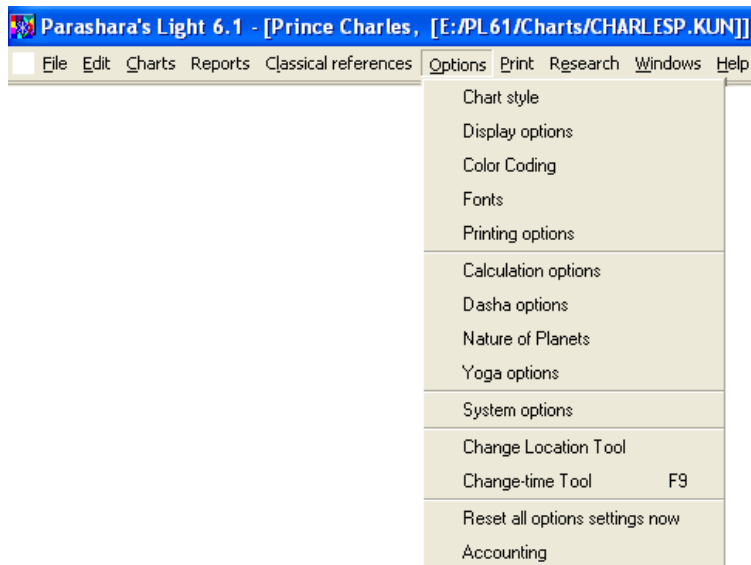 Parashara's Light 6.1 - [Prince Charles, [E:/PL61/Charts/CHARLESP.KUN]]
File Edit Charts Reports Classical references Options Print Research Windows Help
Chart style
Display options
Color Coding
Fonts
Printing options
Calculation options
Dasha options
Nature of Planets
Yoga options
System options
Change Location Tool
Change-time Tool F9
Reset all options settings now
Accounting